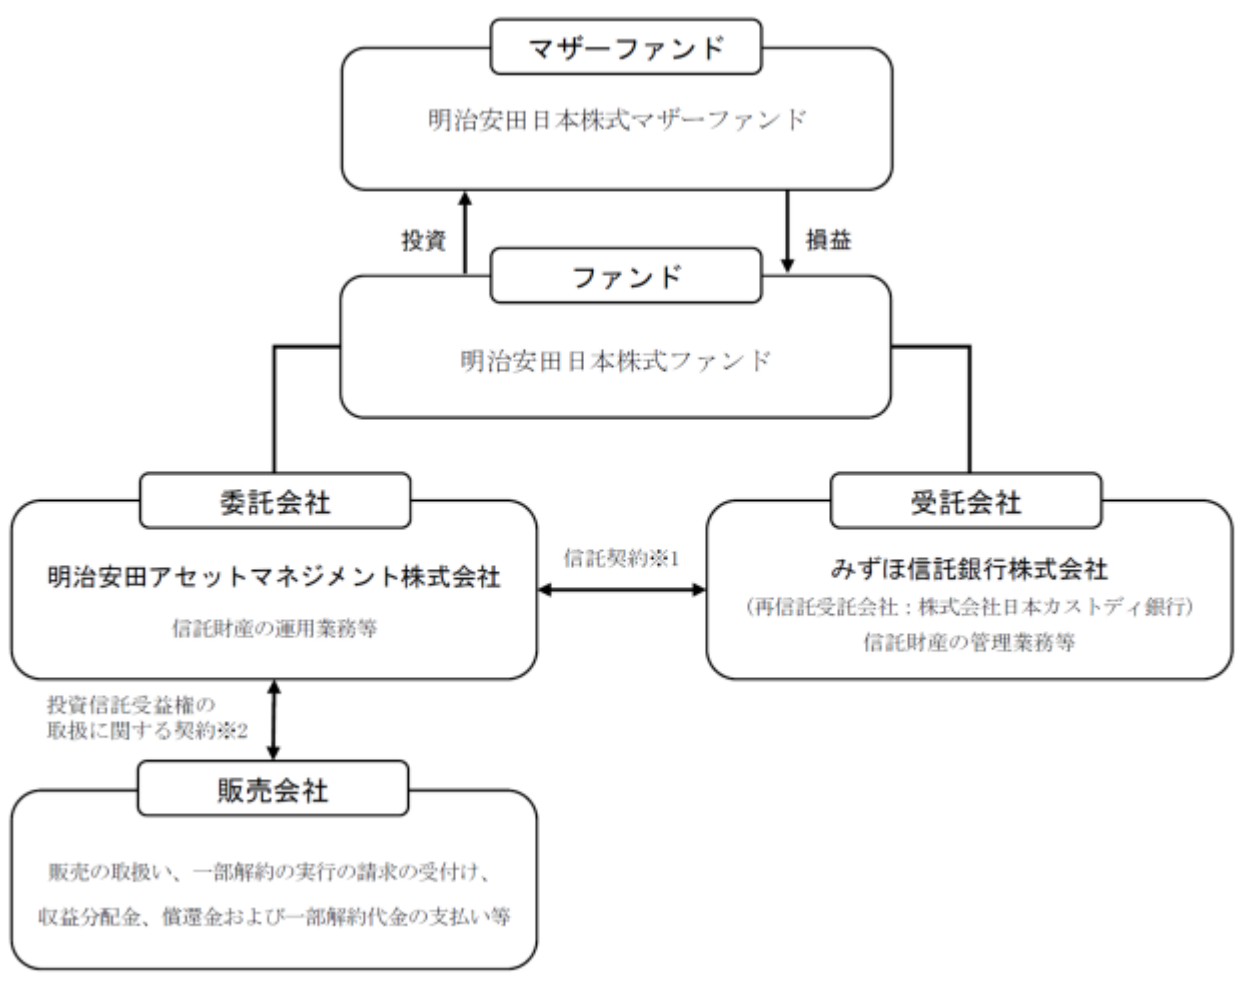 マザーファンド
明治安田日本株式マザーファンド
投資
損益
ファンド
明治安田日本株式ファンド
委託会社
明治安田アセットマネジメント株式会社
信託財産の運用業務等
信託契約※1
受託会社
みずほ信託銀行株式会社
（再信託受託会社：株式会社日本カストディ銀行）
信託財産の管理業務等
投資信託受益権の
取扱に関する契約※2
販売会社
販売の取扱い、一部解約の実行の請求の受付け、
収益分配金、償還金および一部解約代金の支払い等